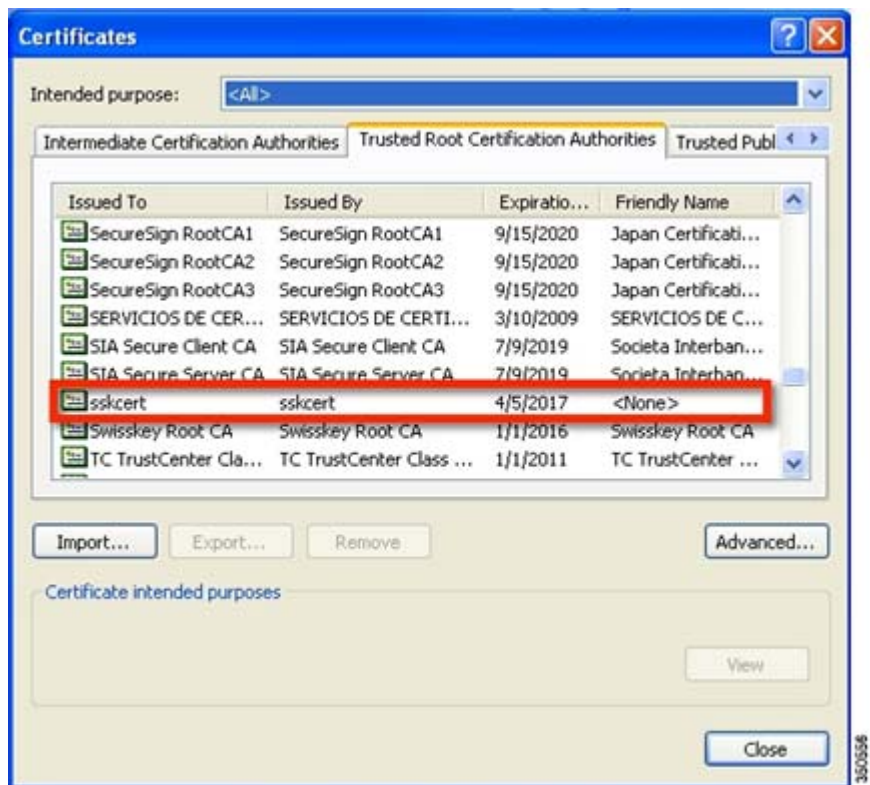 Certificates
Intended purpose: <All>
Intermediate Certification Authorities Trusted Root Certification Authorities Trusted Publ
Issued To Issued By Expiratio... Friendly Name
SecureSign RootCA1 SecureSign RootCA1 9/15/2020 Japan Certificati...
SecureSign RootCA2 SecureSign RootCA2 9/15/2020 Japan Certificati...
SecureSign RootCA3 SecureSign RootCA3 9/15/2020 Japan Certificati...
SERVICIOS DE CER... SERVICIOS DE CERTI... 3/10/2009 SERVICIOS DE C...
SIA Secure Client CA SIA Secure Client CA 7/9/2019 Societa Interban...
SIA Secure Server CA SIA Secure Server CA 7/9/2019 Societa Interban...
sskcert sskcert 4/5/2017 <None>
Swisskey Root CA Swisskey Root CA 1/1/2016 Swisskey Root CA
TC TrustCenter Cla... TC TrustCenter Class ... 1/1/2011 TC TrustCenter ...
Import... Export... Remove Advanced...
Certificate intended purposes
View
Close
350556